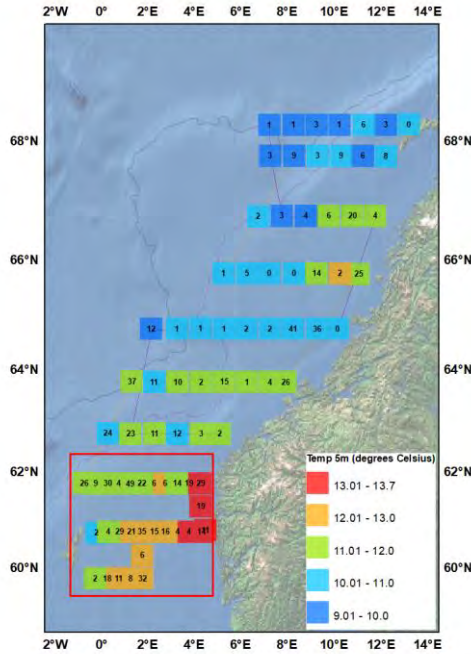 2°W 0° 2°E 4°E 6°E 8°E 10°E 12°E 14°E
68°N 1 1 3 1 6 3 0 68°N
3 9 3 9 6 8
2 3 4 6 20 4
66°N 1 5 0 0 14 2 25 66°N
12 1 1 1 2 2 41 36 0
64°N 37 11 10 2 15 1 4 26 64°N
24 23 11 12 3 2
Temp 5m (degrees Celsius)
62°N 26 9 30 4 49 22 6 6 14 19 29 13.01 - 13.7 62°N
19 12.01 - 13.0
2 4 29 21 35 15 16 4 4 11.01 - 12.0
6 10.01 - 11.0
60°N 2 18 11 8 32 9.01 - 10.0 60°N
2°W 0° 2°E 4°E 6°E 8°E 10°E 12°E 14°E